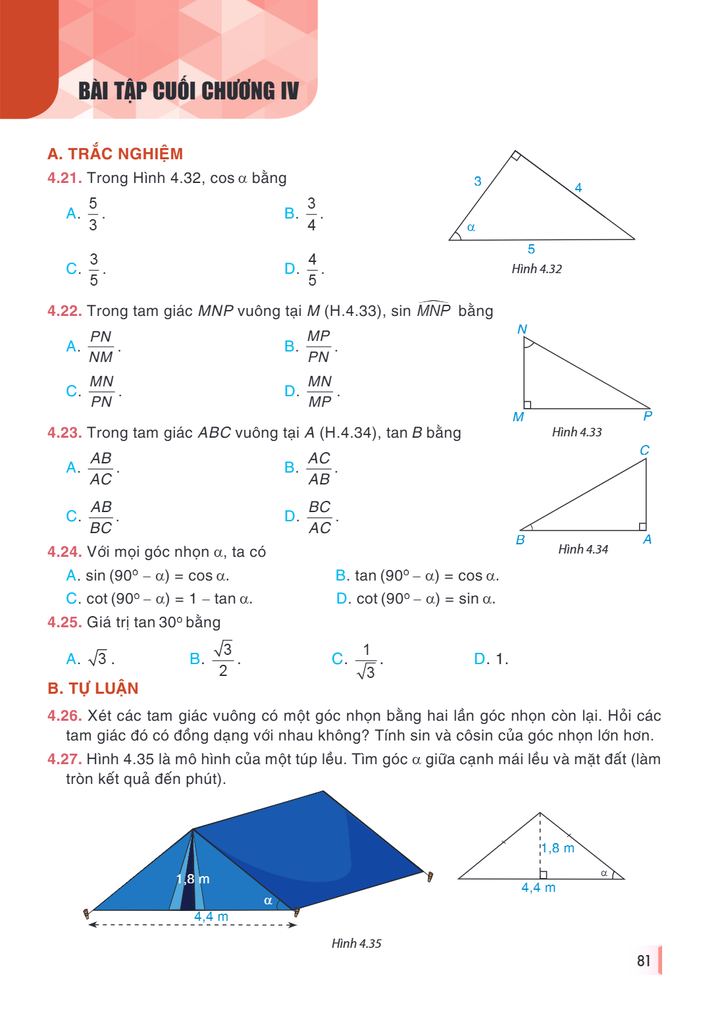 BÀI TẬP CUỐI CHƯƠNG IV
A. TRẮC NGHIỆM
4.21. Trong Hình 4.32, cos α bằng
A. 5/3 .
B. 3/4 .
C. 3/5 .
D. 4/5 .
3
4
α
5
Hình 4.32
4.22. Trong tam giác MNP vuông tại M (H.4.33), sin MNP bằng
A. PN/NM .
B. MP/PN .
C. MN/PN .
D. MN/MP .
N
M
P
Hình 4.33
4.23. Trong tam giác ABC vuông tại A (H.4.34), tan B bằng
A. AB/AC .
B. AC/AB .
C. AB/BC .
D. BC/AC .
C
B
A
Hình 4.34
4.24. Với mọi góc nhọn α, ta có
A. sin (90º – α) = cos α.
B. tan (90º – α) = cos α.
C. cot (90º – α) = 1 – tan α.
D. cot (90º – α) = sin α.
4.25. Giá trị tan 30º bằng
A. √3 .
B. √3/2 .
C. 1/√3 .
D. 1.
B. TỰ LUẬN
4.26. Xét các tam giác vuông có một góc nhọn bằng hai lần góc nhọn còn lại. Hỏi các
tam giác đó có đồng dạng với nhau không? Tính sin và côsin của góc nhọn lớn hơn.
4.27. Hình 4.35 là mô hình của một túp lều. Tìm góc α giữa cạnh mái lều và mặt đất (làm
tròn kết quả đến phút).
1,8 m
α
4,4 m
1,8 m
α
4,4 m
Hình 4.35
81